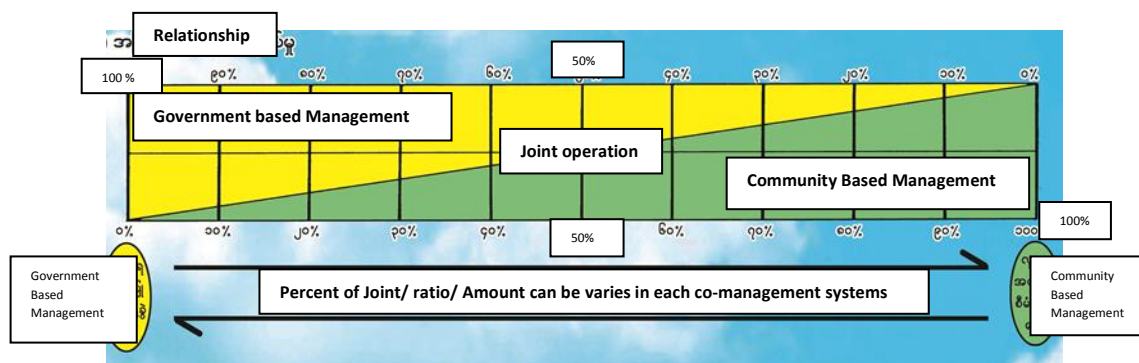 Relationship
100 %
၉၀%
၈၀%
၇၀%
၆၀%
50%
၄၀%
၃၀%
၂၀%
၁၀%
၀%
Government based Management
Joint operation
Community Based Management
၀%
၁၀%
၂၀%
၃၀%
၄၀%
50%
၆၀%
၇၀%
၈၀%
၉၀%
၁၀၀
100%
Government
Based
Management
Percent of Joint/ ratio/ Amount can be varies in each co-management systems
Community
Based
Management